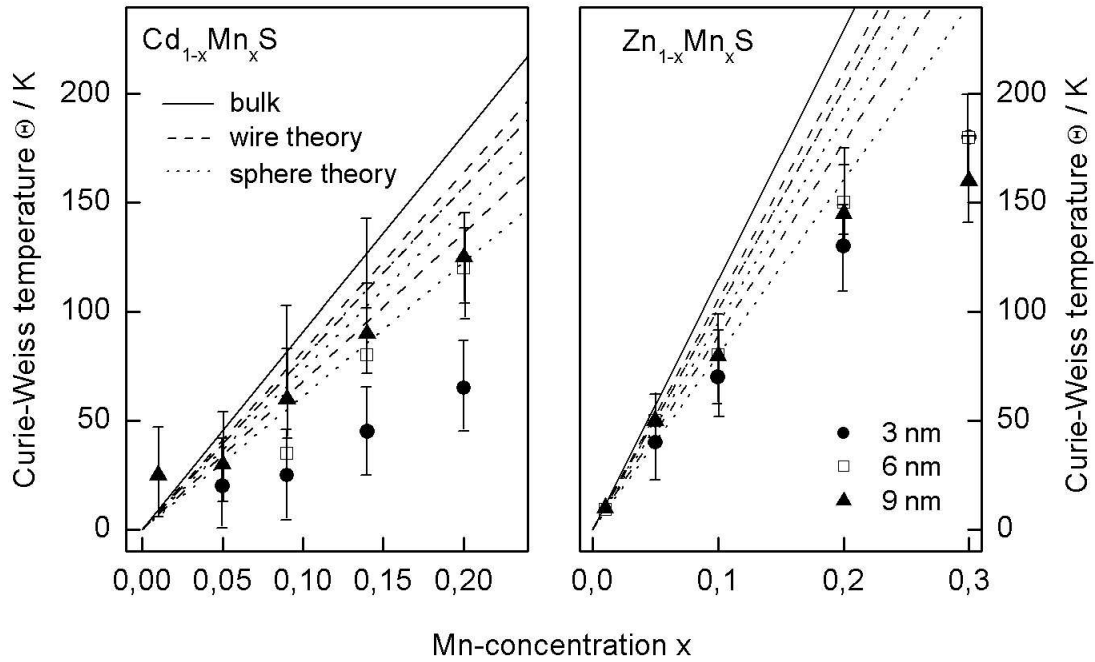 Cd1-xMnxS
Zn1-xMnxS
bulk
wire theory
sphere theory
3 nm
6 nm
9 nm
Curie-Weiss temperature Θ / K
200
150
100
50
0
0,00 0,05 0,10 0,15 0,20
0,0 0,1 0,2 0,3
200
150
100
50
0
Curie-Weiss temperature Θ / K
Mn-concentration x